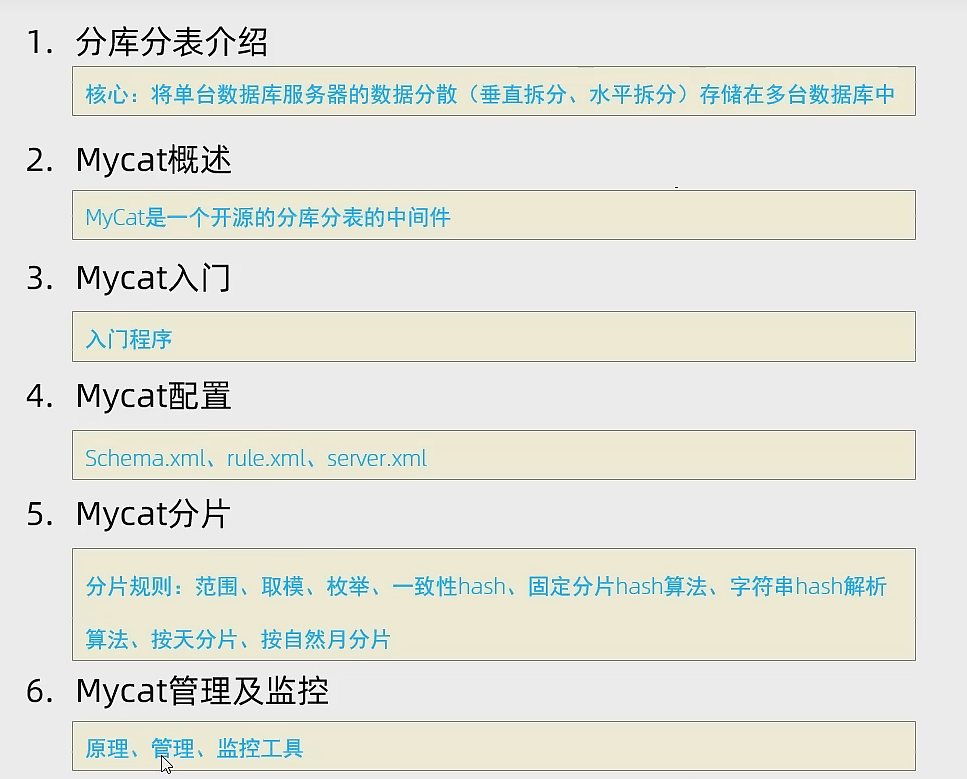 1. 分库分表介绍
核心：将单台数据库服务器的数据分散（垂直拆分、水平拆分）存储在多台数据库中
2. Mycat概述
MyCat是一个开源的分库分表的中间件
3. Mycat入门
入门程序
4. Mycat配置
Schema.xml、rule.xml、server.xml
5. Mycat分片
分片规则：范围、取模、枚举、一致性hash、固定分片hash算法、字符串hash解析
算法、按天分片、按自然月分片
6. Mycat管理及监控
原理、管理、监控工具